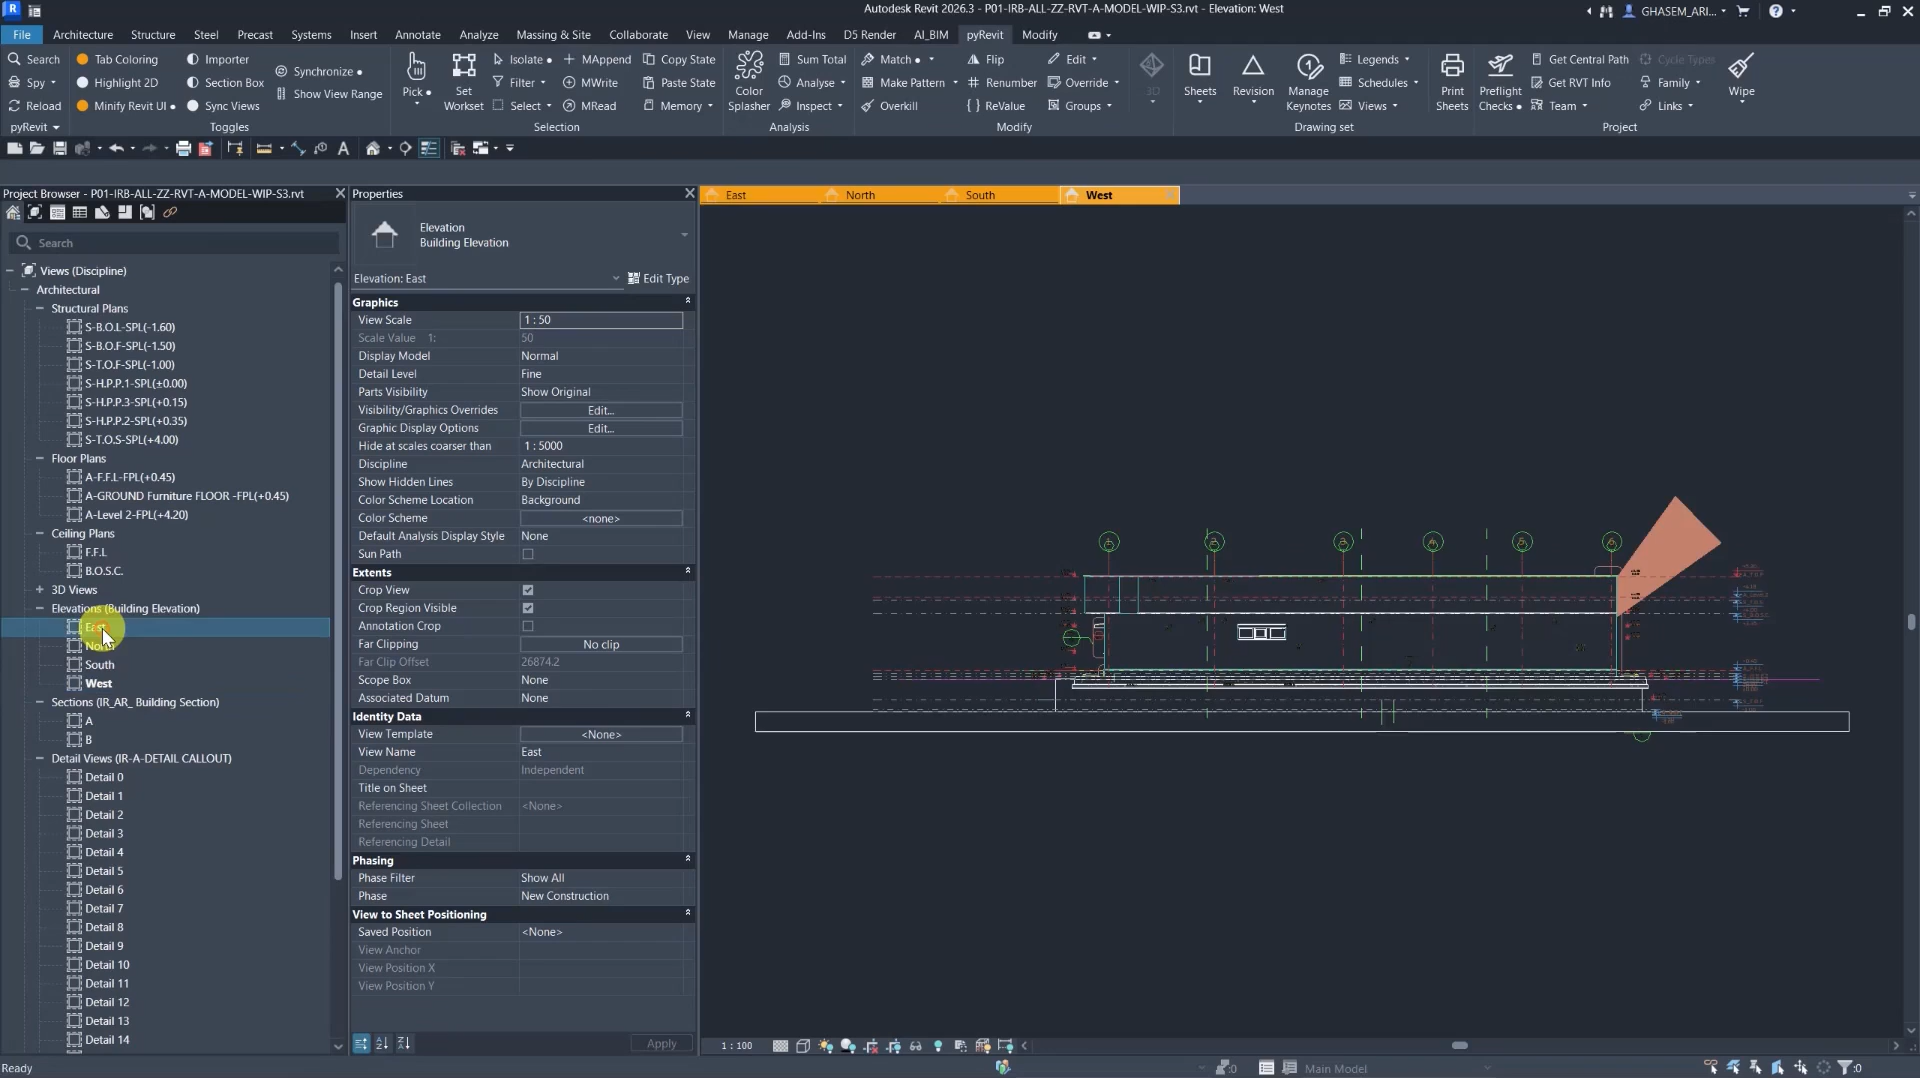 Autodesk Revit 2026.3 - P01-IRB-ALL-ZZ-RVT-A-MODEL-WIP-S3.rvt - Elevation: West
GHASEM_ARI...
File Architecture Structure Steel Precast Systems Insert Annotate Analyze Massing & Site Collaborate View Manage Add-Ins D5 Render AI_BIM pyRevit Modify
Search Tab Coloring Importer Isolate MAppend Copy State Sum Total Match Flip Edit Legends Get Central Path Cycle Types
Synchronize
Spy Highlight 2D Section Box Filter MWrite Paste State Analyse Make Pattern Renumber Override Schedules Get RVT Info Family
Show View Range
Pick Set Workset Color Splasher 3D Sheets Revision Manage Keynotes Print Sheets Preflight Checks Wipe
Reload Minify Revit UI Sync Views Select MRead Memory Inspect Overkill ReValue Groups Views Team Links
pyRevit Toggles Selection Analysis Modify Drawing set Project
Project Browser - P01-IRB-ALL-ZZ-RVT-A-MODEL-WIP-S3.rvt
Search
Views (Discipline)
Architectural
Structural Plans
S-B.O.L-SPL(-1.60)
S-B.O.F-SPL(-1.50)
S-T.O.F-SPL(-1.00)
S-H.P.P.1-SPL(±0.00)
S-H.P.P.3-SPL(+0.15)
S-H.P.P.2-SPL(+0.35)
S-T.O.S-SPL(+4.00)
Floor Plans
A-F.F.L-FPL(+0.45)
A-GROUND Furniture FLOOR -FPL(+0.45)
A-Level 2-FPL(+4.20)
Ceiling Plans
F.F.L
B.O.S.C.
3D Views
Elevations (Building Elevation)
East
North
South
West
Sections (IR_AR_ Building Section)
A
B
Detail Views (IR-A-DETAIL CALLOUT)
Detail 0
Detail 1
Detail 2
Detail 3
Detail 4
Detail 5
Detail 6
Detail 7
Detail 8
Detail 9
Detail 10
Detail 11
Detail 12
Detail 13
Detail 14
Properties
Elevation
Building Elevation
Elevation: East Edit Type
Graphics
View Scale 1 : 50
Scale Value 1: 50
Display Model Normal
Detail Level Fine
Parts Visibility Show Original
Visibility/Graphics Overrides Edit...
Graphic Display Options Edit...
Hide at scales coarser than 1 : 5000
Discipline Architectural
Show Hidden Lines By Discipline
Color Scheme Location Background
Color Scheme <none>
Default Analysis Display Style None
Sun Path
Extents
Crop View
Crop Region Visible
Annotation Crop
Far Clipping No clip
Far Clip Offset 26874.2
Scope Box None
Associated Datum None
Identity Data
View Template <None>
View Name East
Dependency Independent
Title on Sheet
Referencing Sheet Collection <None>
Referencing Sheet
Referencing Detail
Phasing
Phase Filter Show All
Phase New Construction
View to Sheet Positioning
Saved Position <None>
View Anchor
View Position X
View Position Y
Apply
East North South West
1 : 100
Ready
:0
Main Model
:0